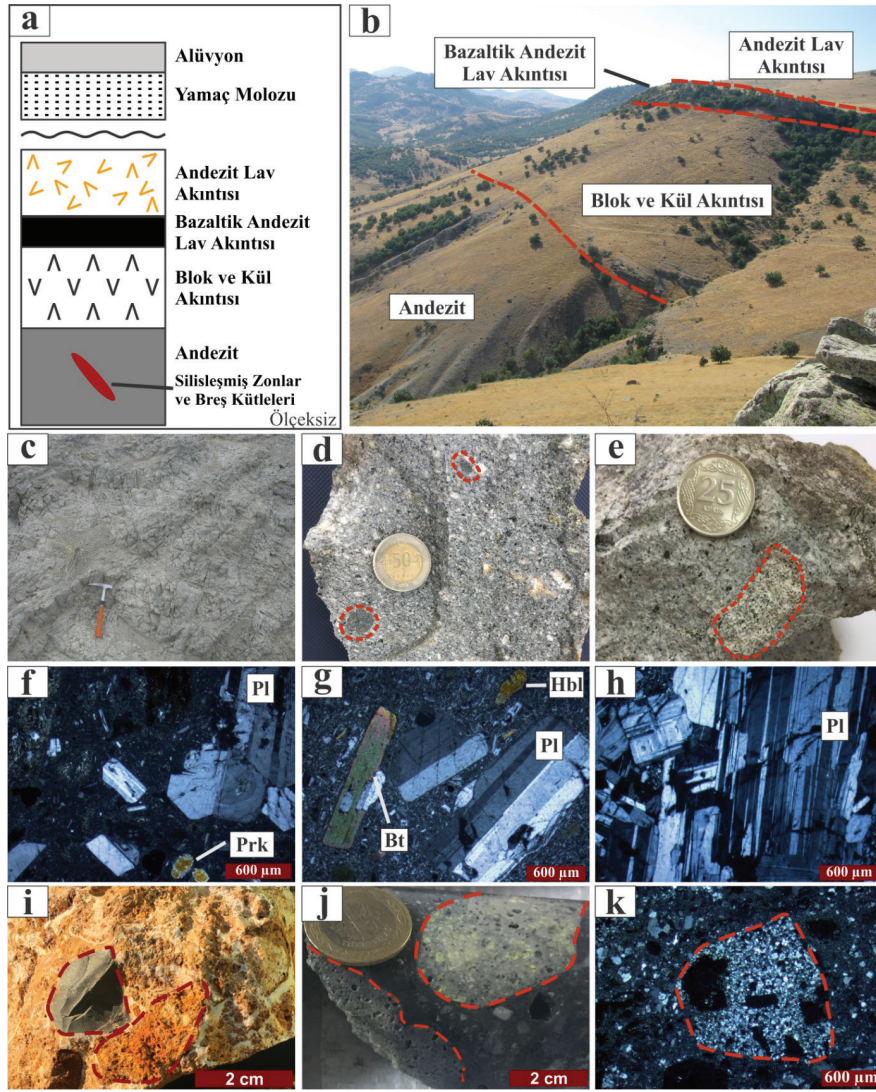 a
Alüvyon
Yamaç Molozu
Andezit Lav
Akıntısı
Bazaltik Andezit
Lav Akıntısı
Blok ve Kül
Akıntısı
Andezit
Silisleşmiş Zonlar
ve Breş Kütleleri
Ölçeksiz
b
Bazaltik Andezit
Lav Akıntısı
Andezit Lav
Akıntısı
Blok ve Kül Akıntısı
Andezit
c
d
50
e
25
f
Pl
Prk
600 µm
g
Hbl
Pl
Bt
600 µm
h
Pl
600 µm
i
2 cm
j
2 cm
k
600 µm